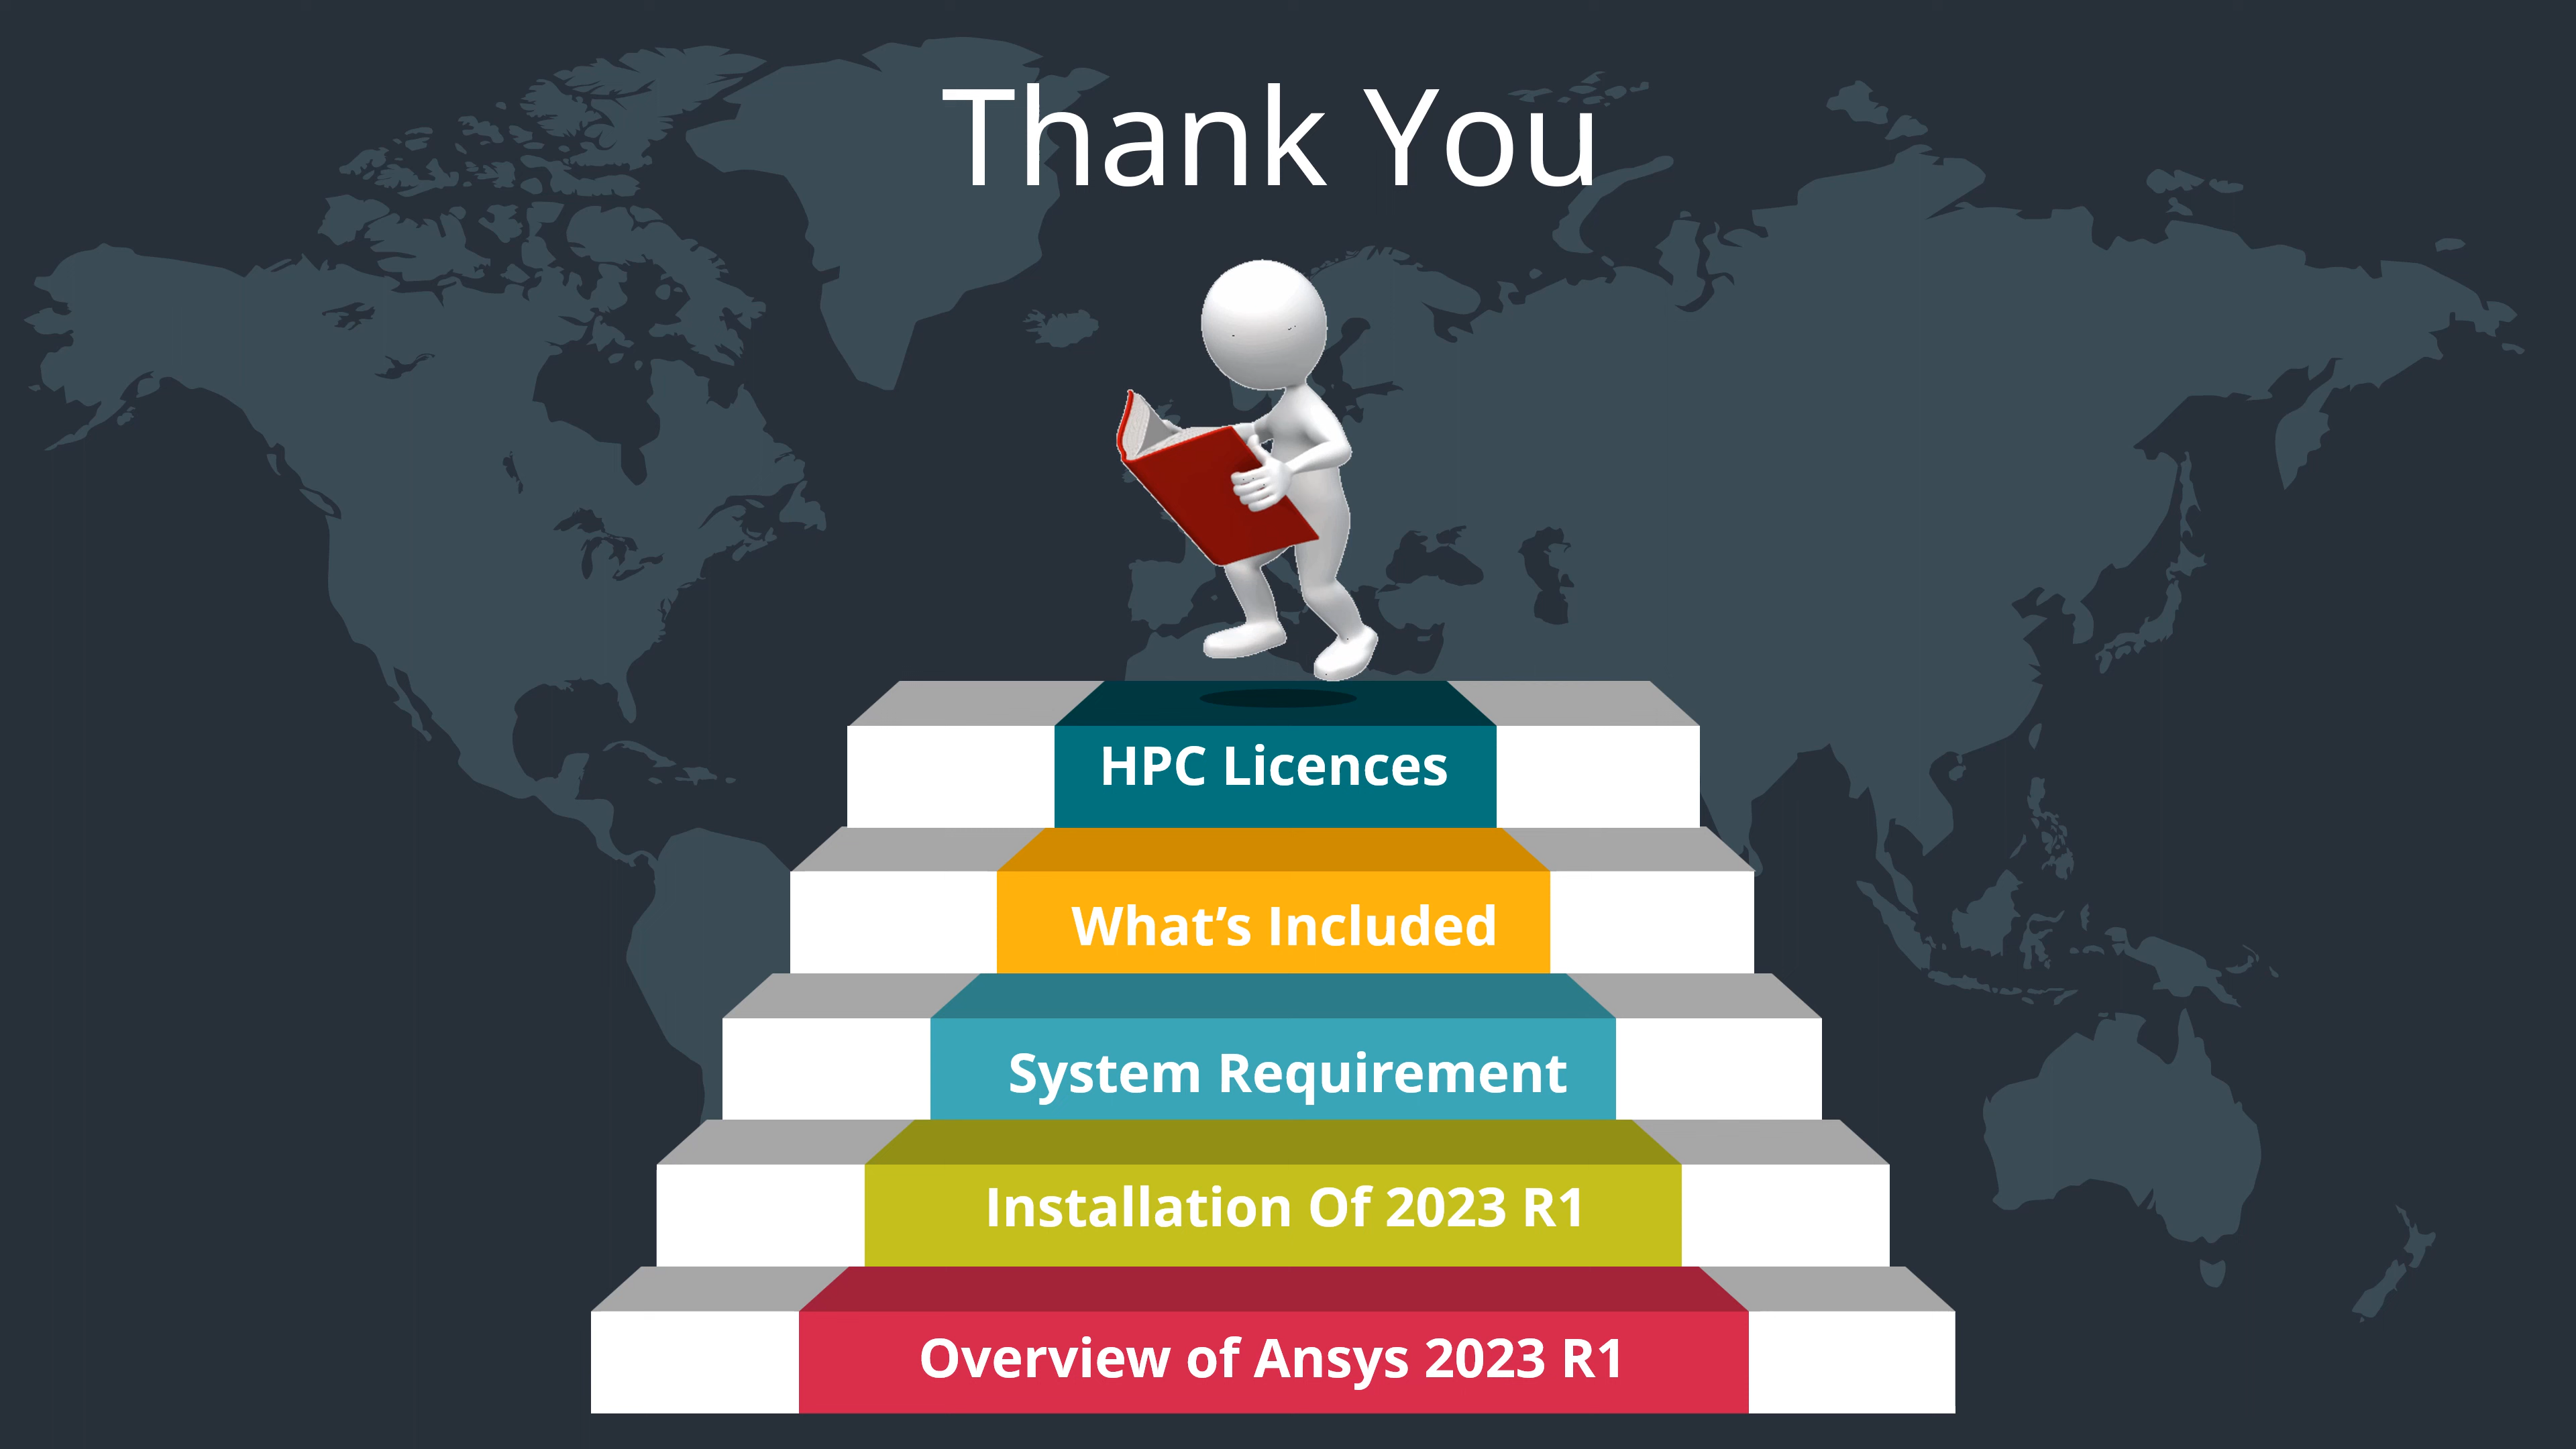 Thank You
HPC Licences
What’s Included
System Requirement
Installation Of 2023 R1
Overview of Ansys 2023 R1